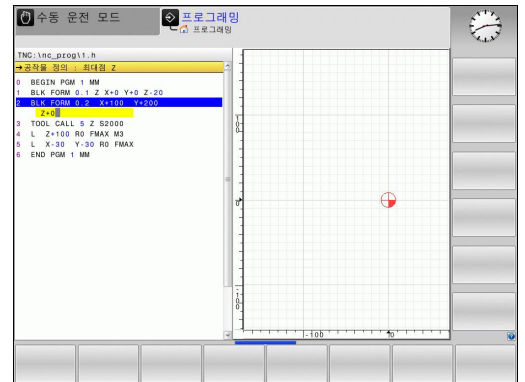 수동 운전 모드
프로그래밍
프로그래밍
TNC:\nc_prog\1.h
→공작물 정의 : 최대점 Z
0 BEGIN PGM 1 MM
1 BLK FORM 0.1 Z X+0 Y+0 Z-20
2 BLK FORM 0.2 X+100 Y+200
Z+0
3 TOOL CALL 5 Z S2000
4 L Z+100 R0 FMAX M3
5 L X-30 Y-30 R0 FMAX
6 END PGM 1 MM
100
0
-100
-100
0